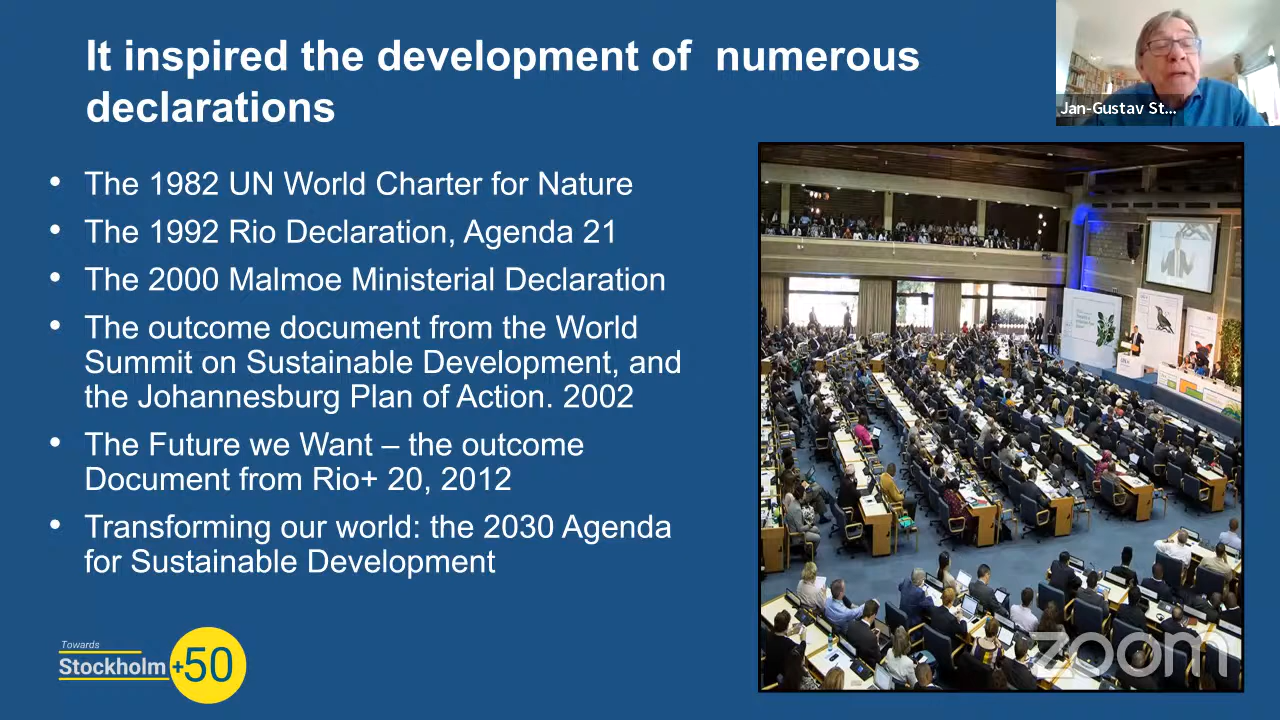 It inspired the development of numerous
declarations
Jan-Gustav St...
• The 1982 UN World Charter for Nature
• The 1992 Rio Declaration, Agenda 21
• The 2000 Malmoe Ministerial Declaration
• The outcome document from the World
Summit on Sustainable Development, and
the Johannesburg Plan of Action. 2002
• The Future we Want – the outcome
Document from Rio+ 20, 2012
• Transforming our world: the 2030 Agenda
for Sustainable Development
Towards
Stockholm+50
zoom